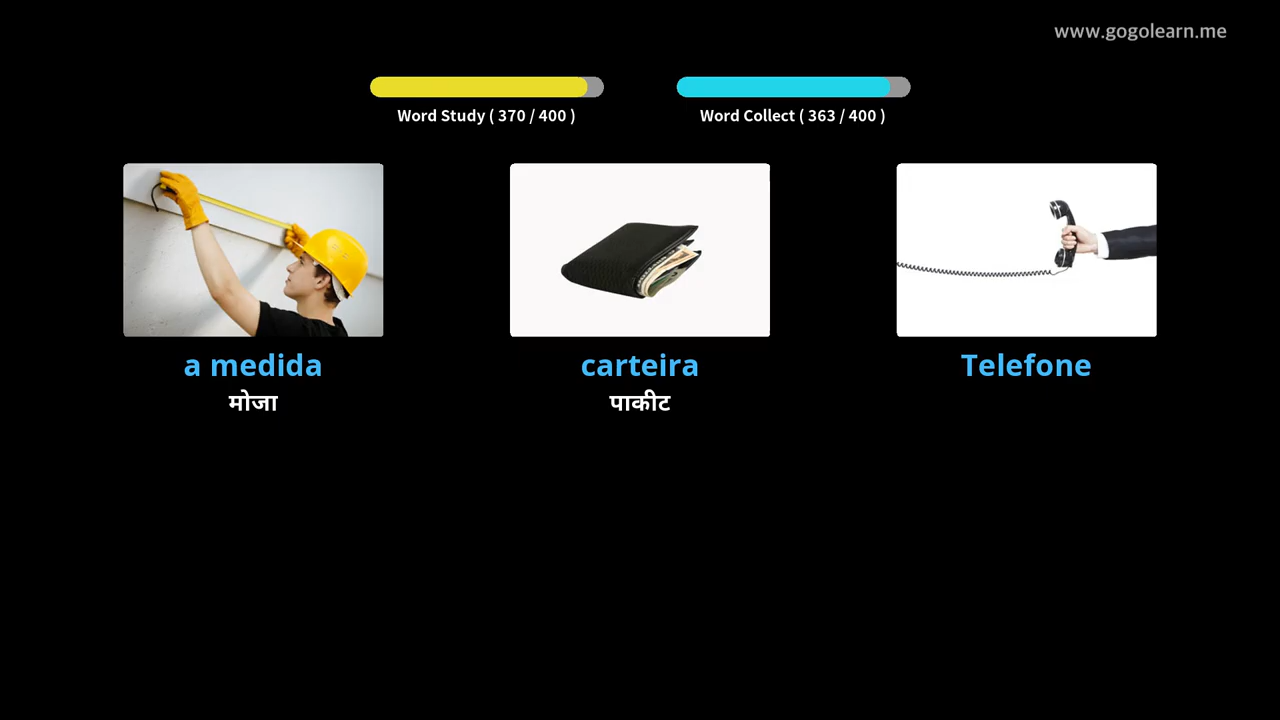 www.gogolearn.me
Word Study ( 370 / 400 )
Word Collect ( 363 / 400 )
a medida
मोजा
carteira
पाकीट
Telefone